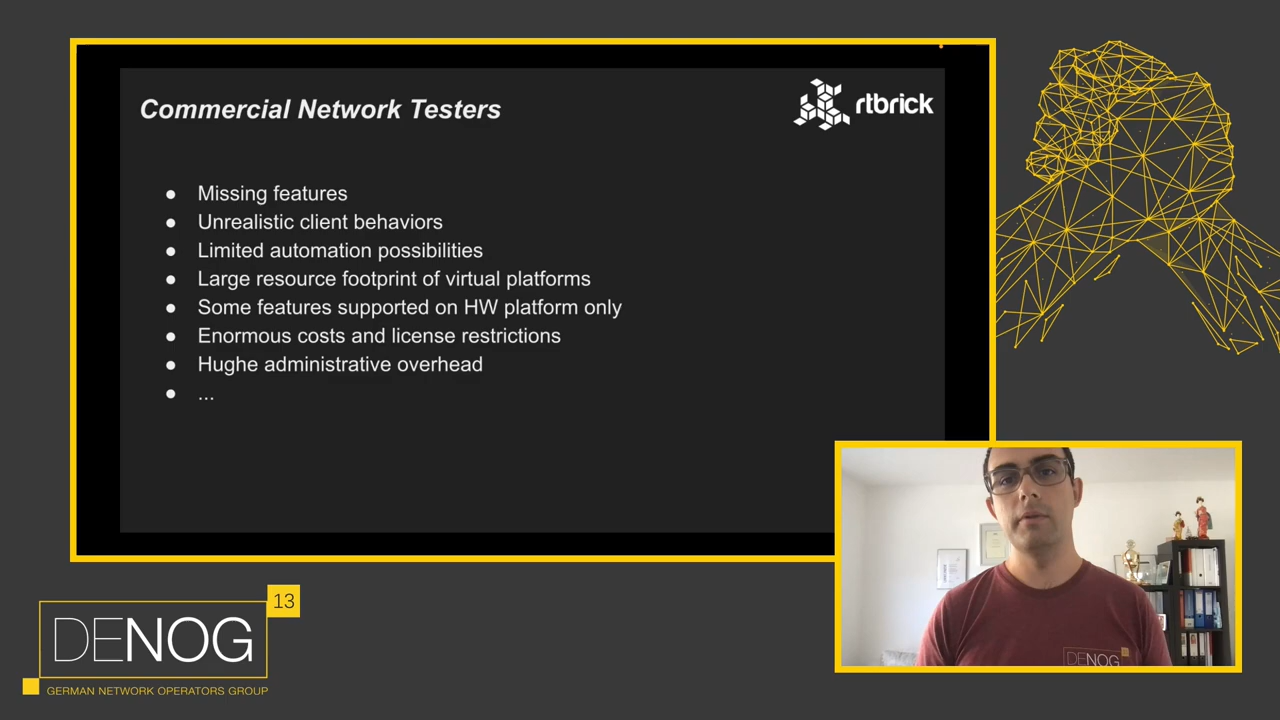 Commercial Network Testers
rtbrick
● Missing features
● Unrealistic client behaviors
● Limited automation possibilities
● Large resource footprint of virtual platforms
● Some features supported on HW platform only
● Enormous costs and license restrictions
● Hughe administrative overhead
● ...
13
DENOG
GERMAN NETWORK OPERATORS GROUP
DENOG